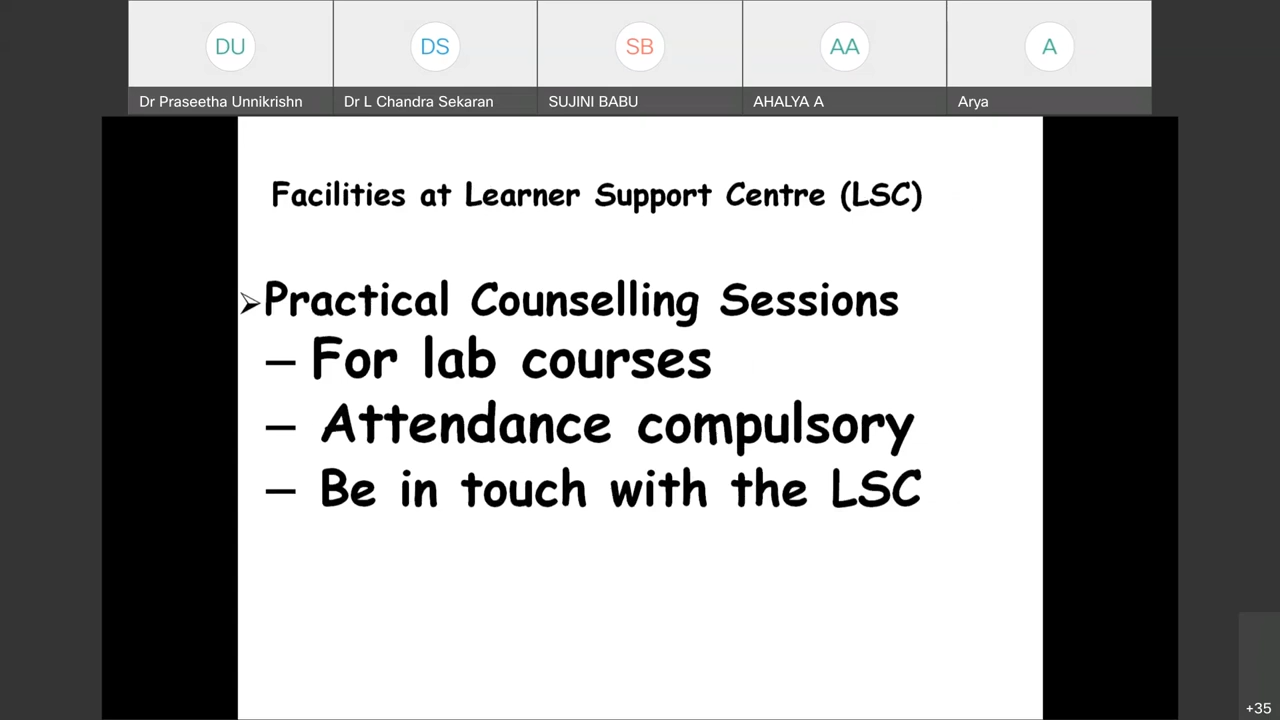 DU
DS
SB
AA
A
Dr Praseetha Unnikrishn
Dr L Chandra Sekaran
SUJINI BABU
AHALYA A
Arya
Facilities at Learner Support Centre (LSC)
➢Practical Counselling Sessions
– For lab courses
– Attendance compulsory
– Be in touch with the LSC
+35